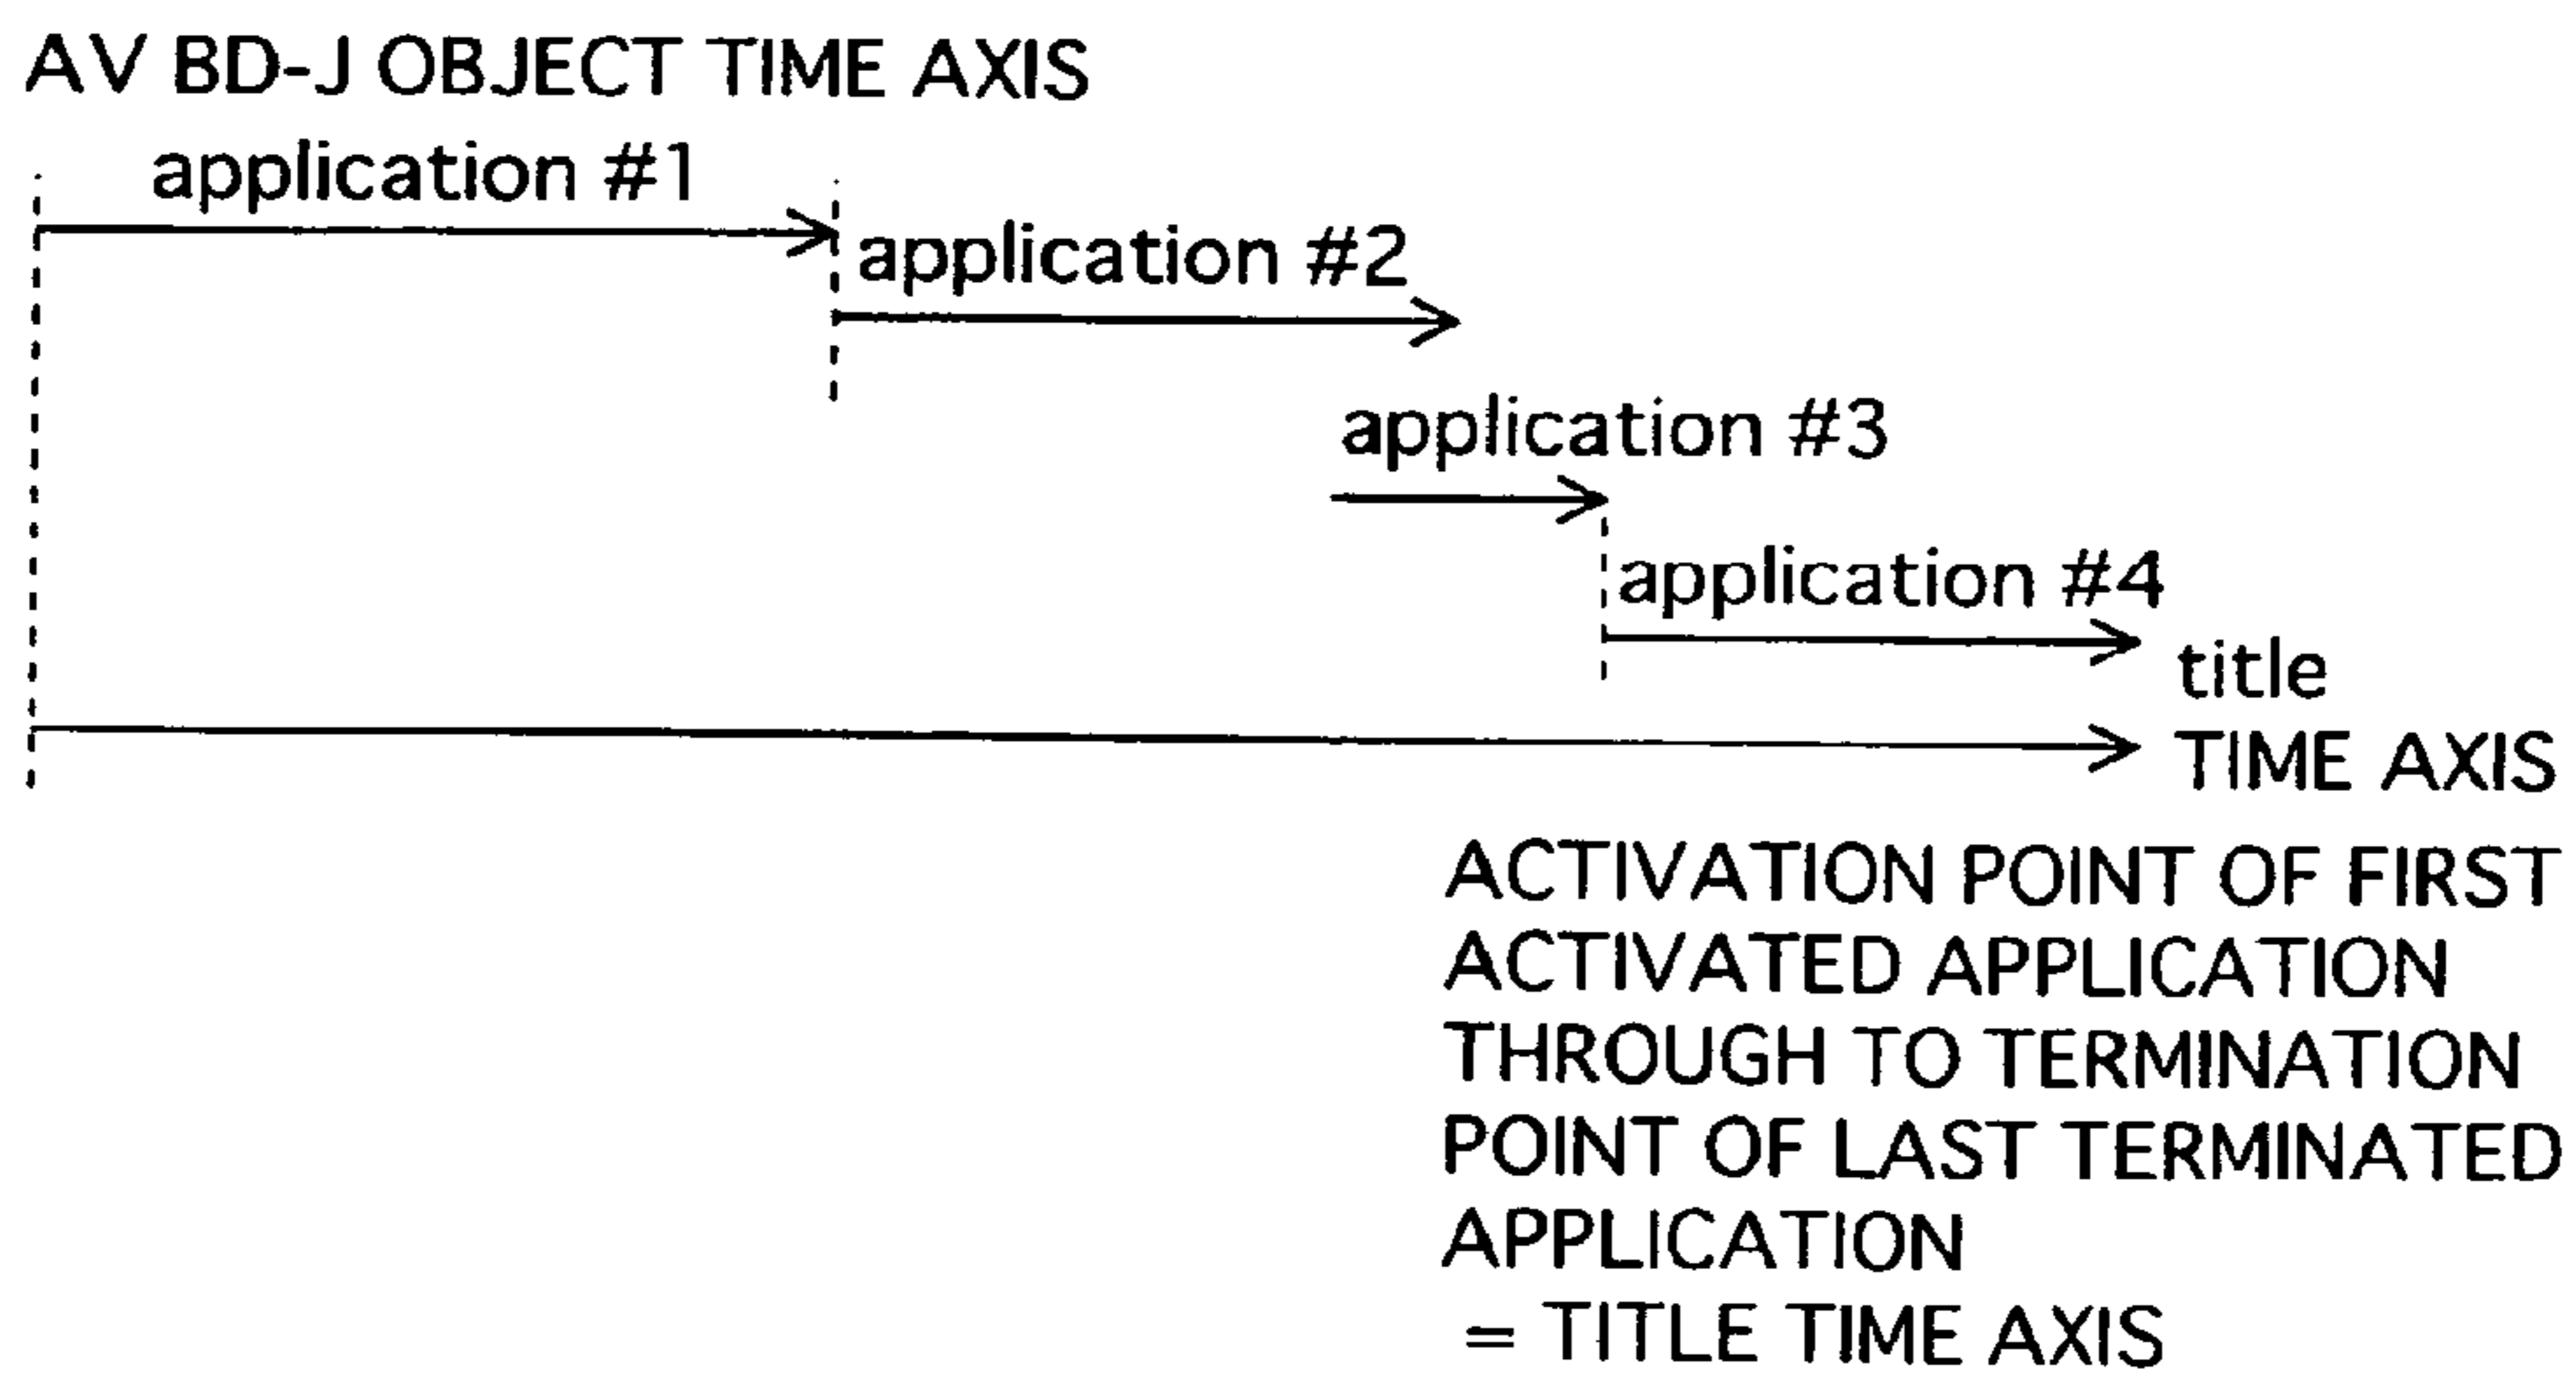 AV BD-J OBJECT TIME AXIS
application #1
application #2
application #3
application #4
title
TIME AXIS
ACTIVATION POINT OF FIRST
ACTIVATED APPLICATION
THROUGH TO TERMINATION
POINT OF LAST TERMINATED
APPLICATION
= TITLE TIME AXIS